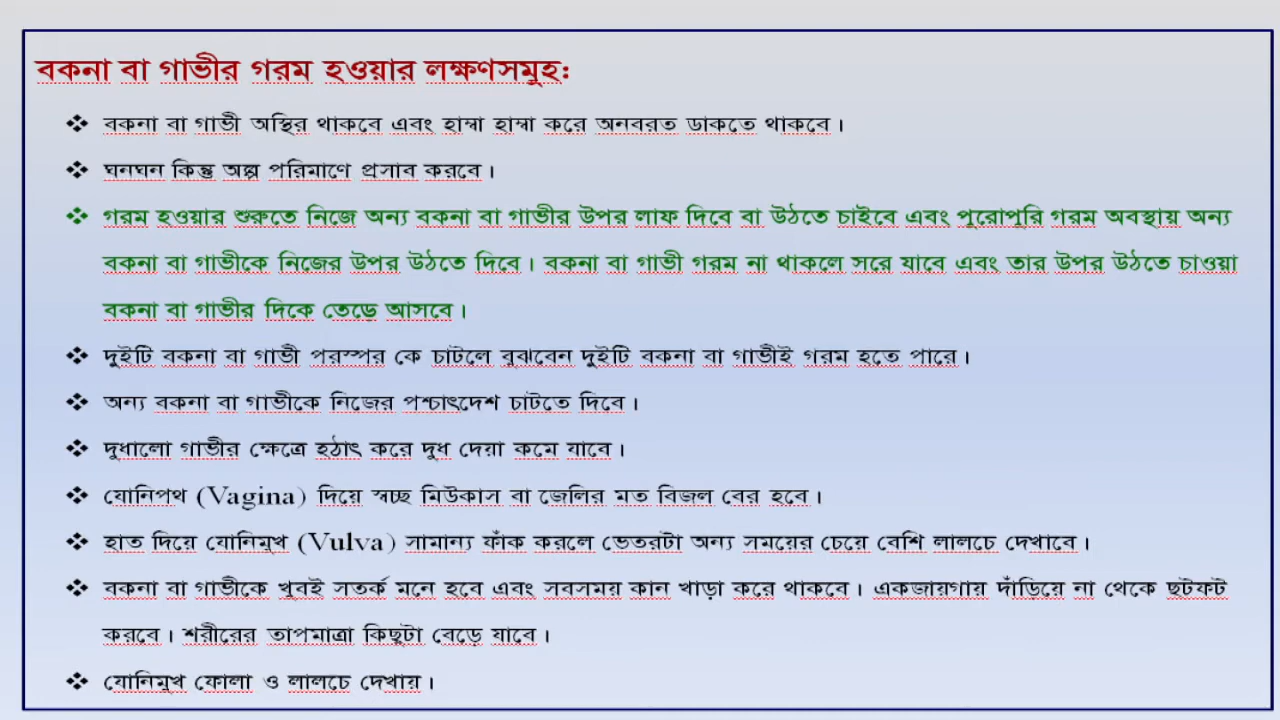 বকনা বা গাভীর গরম হওয়ার লক্ষণসমুহ:
❖ বকনা বা গাভী অস্থির থাকবে এবং হাম্বা হাম্বা করে অনবরত ডাকতে থাকবে।
❖ ঘনঘন কিন্তু অল্প পরিমাণে প্রসাব করবে।
❖ গরম হওয়ার শুরুতে নিজে অন্য বকনা বা গাভীর উপর লাফ দিবে বা উঠতে চাইবে এবং পুরোপুরি গরম অবস্থায় অন্য
বকনা বা গাভীকে নিজের উপর উঠতে দিবে। বকনা বা গাভী গরম না থাকলে সরে যাবে এবং তার উপর উঠতে চাওয়া
বকনা বা গাভীর দিকে তেড়ে আসবে।
❖ দুইটি বকনা বা গাভী পরস্পর কে চাটলে বুঝবেন দুইটি বকনা বা গাভীই গরম হতে পারে।
❖ অন্য বকনা বা গাভীকে নিজের পশ্চাৎদেশ চাটতে দিবে।
❖ দুধালো গাভীর ক্ষেত্রে হঠাৎ করে দুধ দেয়া কমে যাবে।
❖ যোনিপথ (Vagina) দিয়ে স্বচ্ছ মিউকাস বা জেলির মত বিজল বের হবে।
❖ হাত দিয়ে যোনিমুখ (Vulva) সামান্য ফাঁক করলে ভেতরটা অন্য সময়ের চেয়ে বেশি লালচে দেখাবে।
❖ বকনা বা গাভীকে খুবই সতর্ক মনে হবে এবং সবসময় কান খাড়া করে থাকবে। একজায়গায় দাঁড়িয়ে না থেকে ছটফট
করবে। শরীরের তাপমাত্রা কিছুটা বেড়ে যাবে।
❖ যোনিমুখ ফোলা ও লালচে দেখায়।